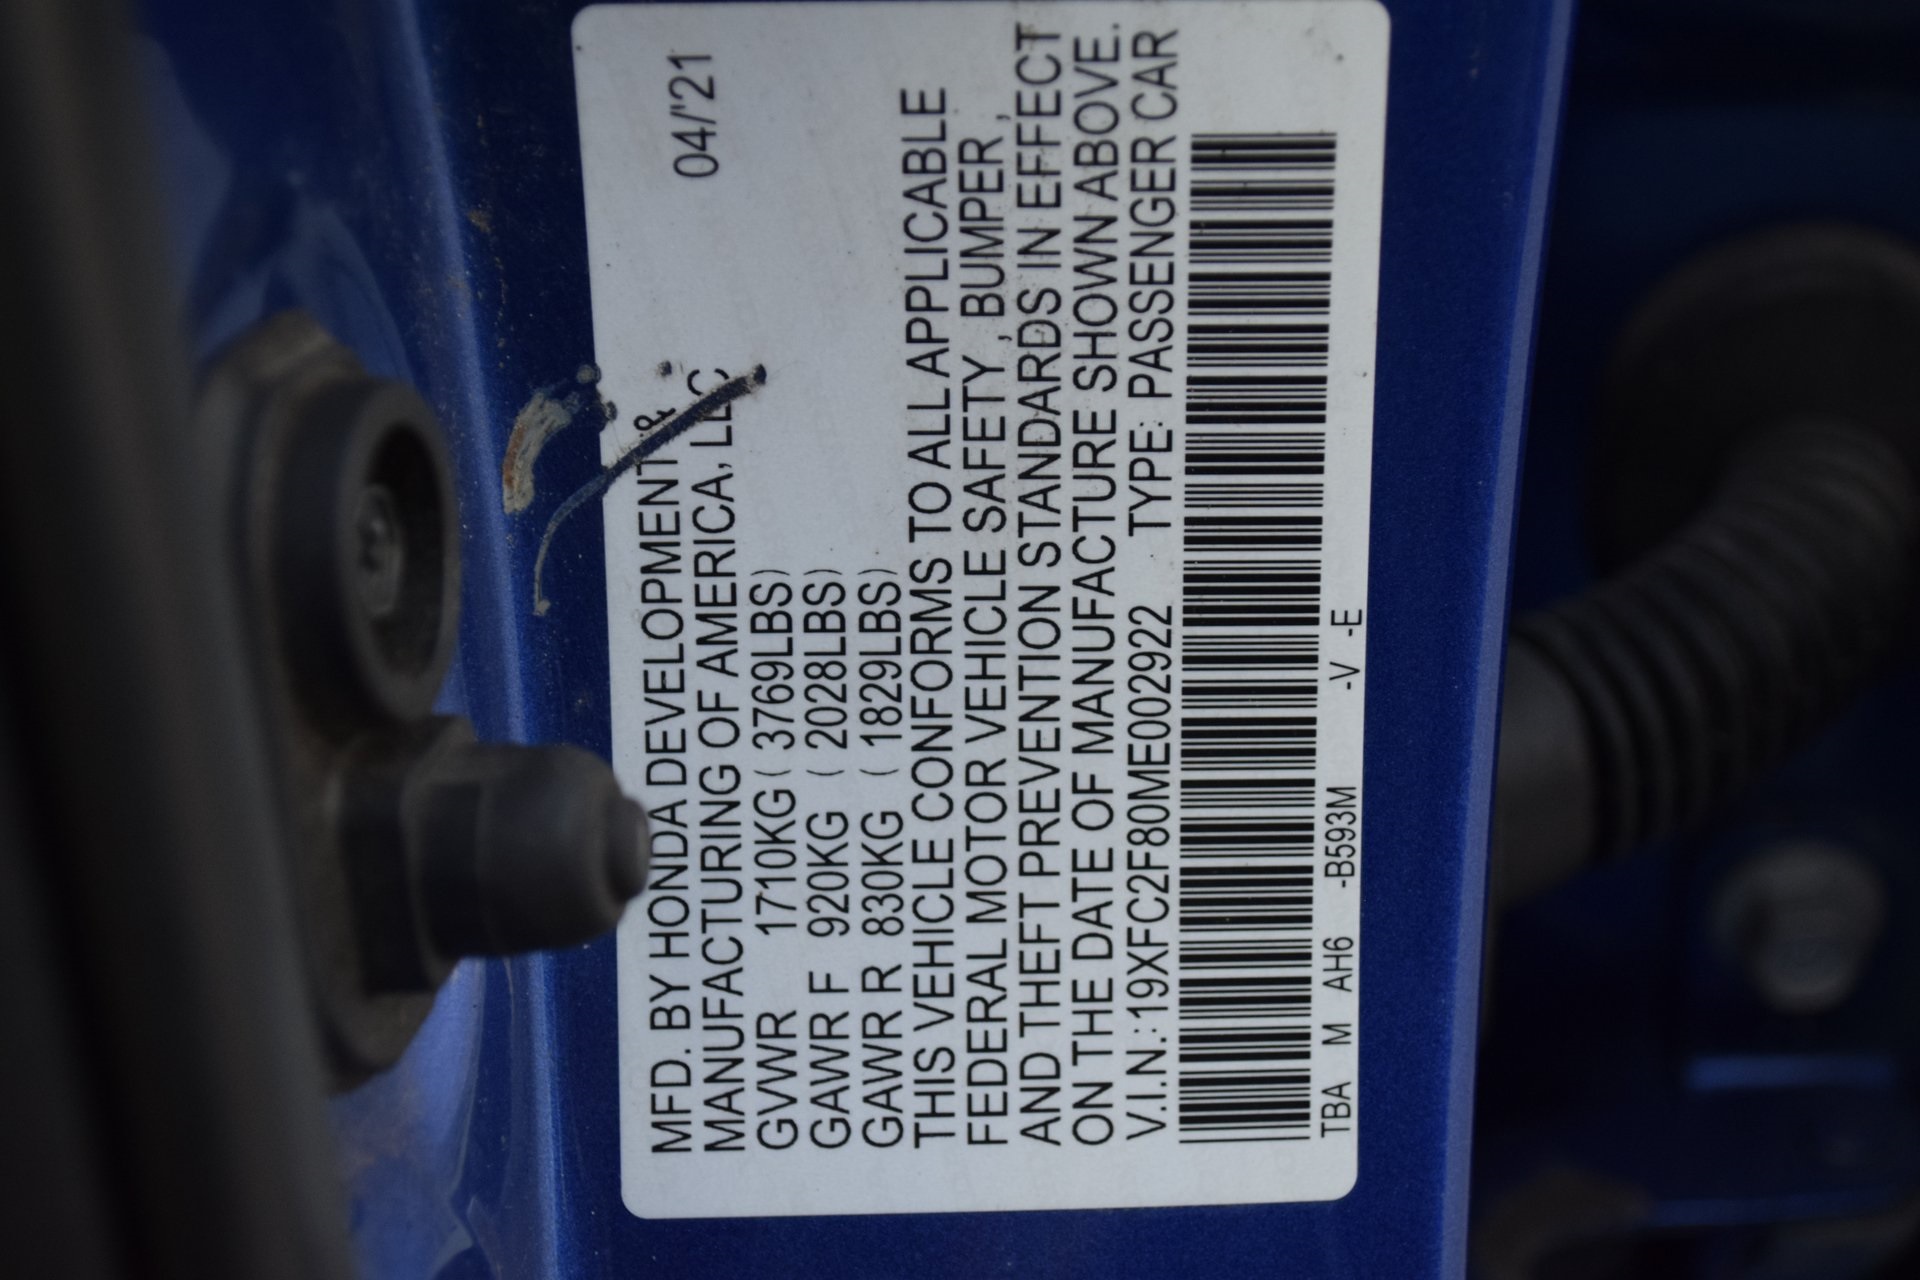 MFD. BY HONDA DEVELOPMENT &
MANUFACTURING OF AMERICA, LLC 04/'21
GVWR 1710KG ( 3769LBS)
GAWR F 920KG ( 2028LBS)
GAWR R 830KG ( 1829LBS)
THIS VEHICLE CONFORMS TO ALL APPLICABLE
FEDERAL MOTOR VEHICLE SAFETY, BUMPER,
AND THEFT PREVENTION STANDARDS IN EFFECT
ON THE DATE OF MANUFACTURE SHOWN ABOVE.
V.I.N.:19XFC2F80ME002922 TYPE: PASSENGER CAR
TBA M AH6 -B593M -V -E